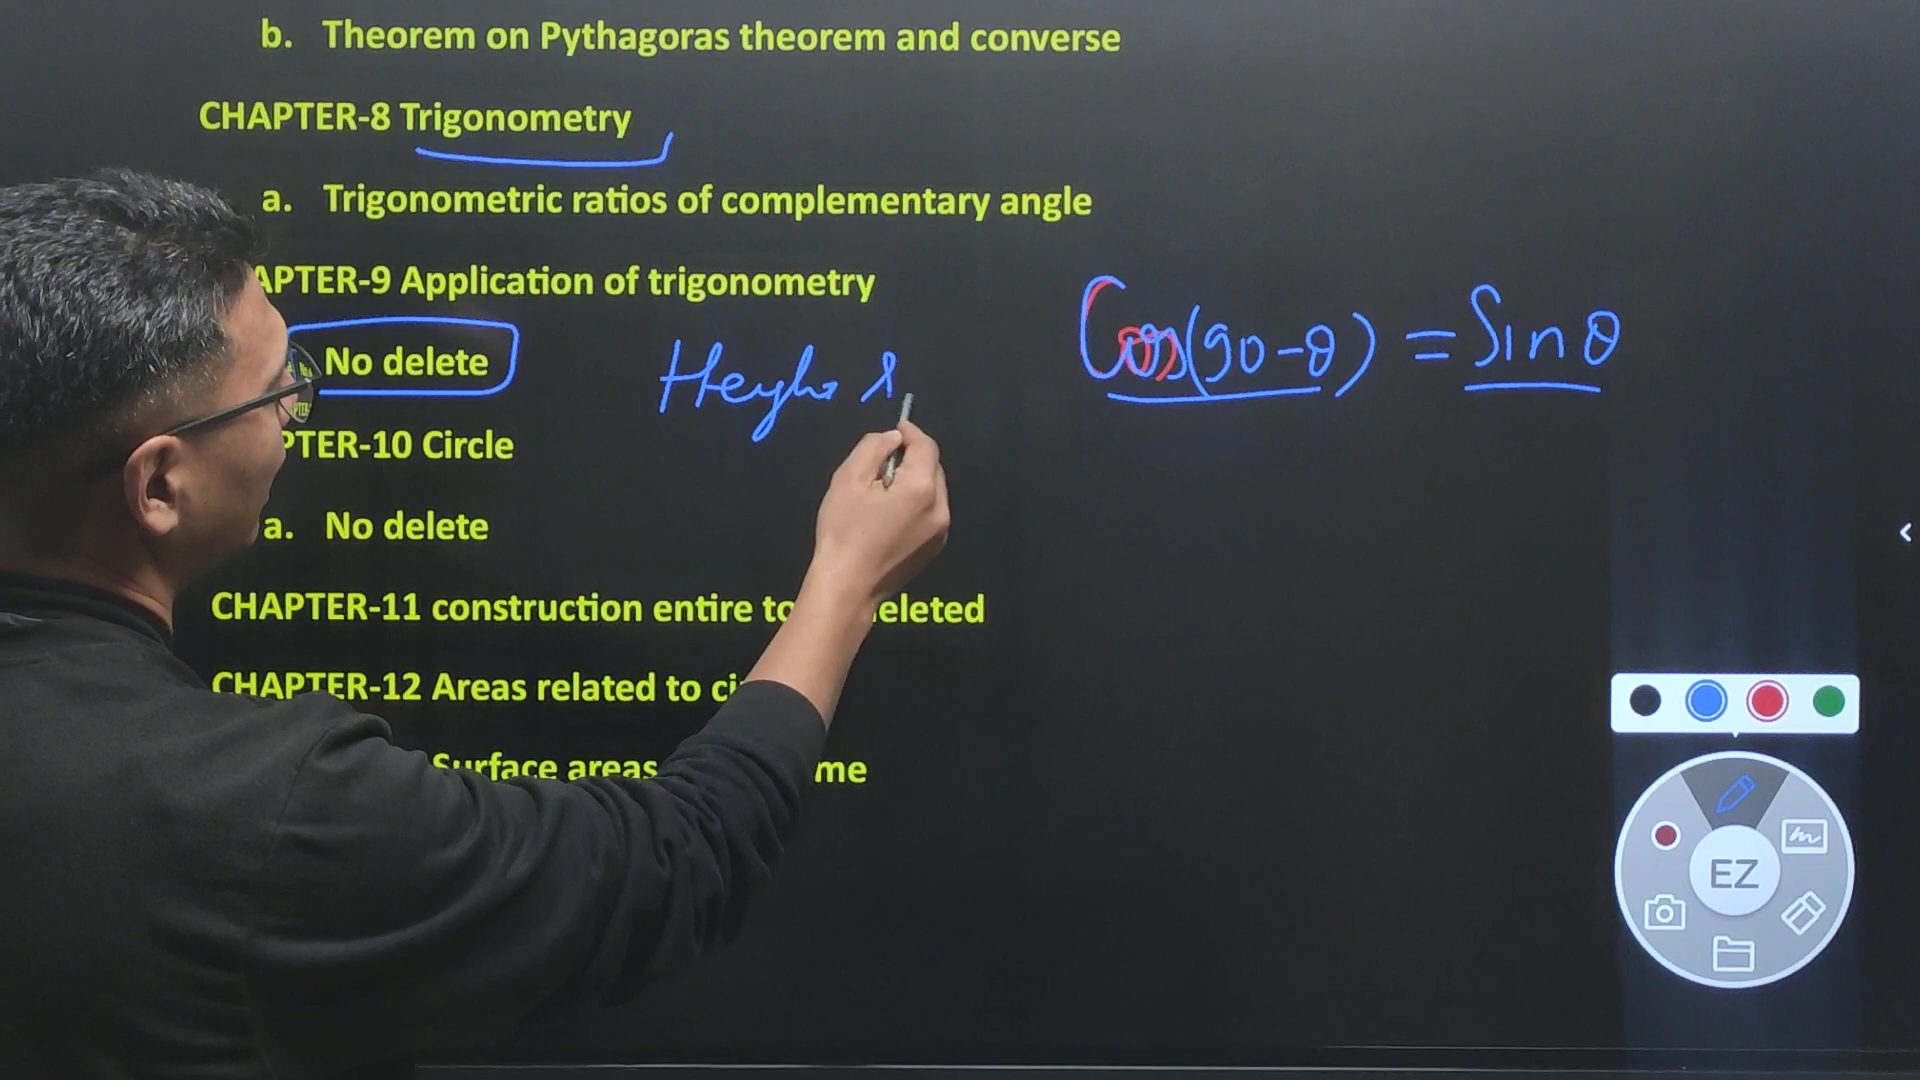 b. Theorem on Pythagoras theorem and converse
CHAPTER-8 Trigonometry
a. Trigonometric ratios of complementary angle
APTER-9 Application of trigonometry
Cos(90-θ) = Sinθ
No delete
PTER-10 Circle
a. No delete
CHAPTER-11 construction entire to eleted
CHAPTER-12 Areas related to ci
Surface areas me
EZ